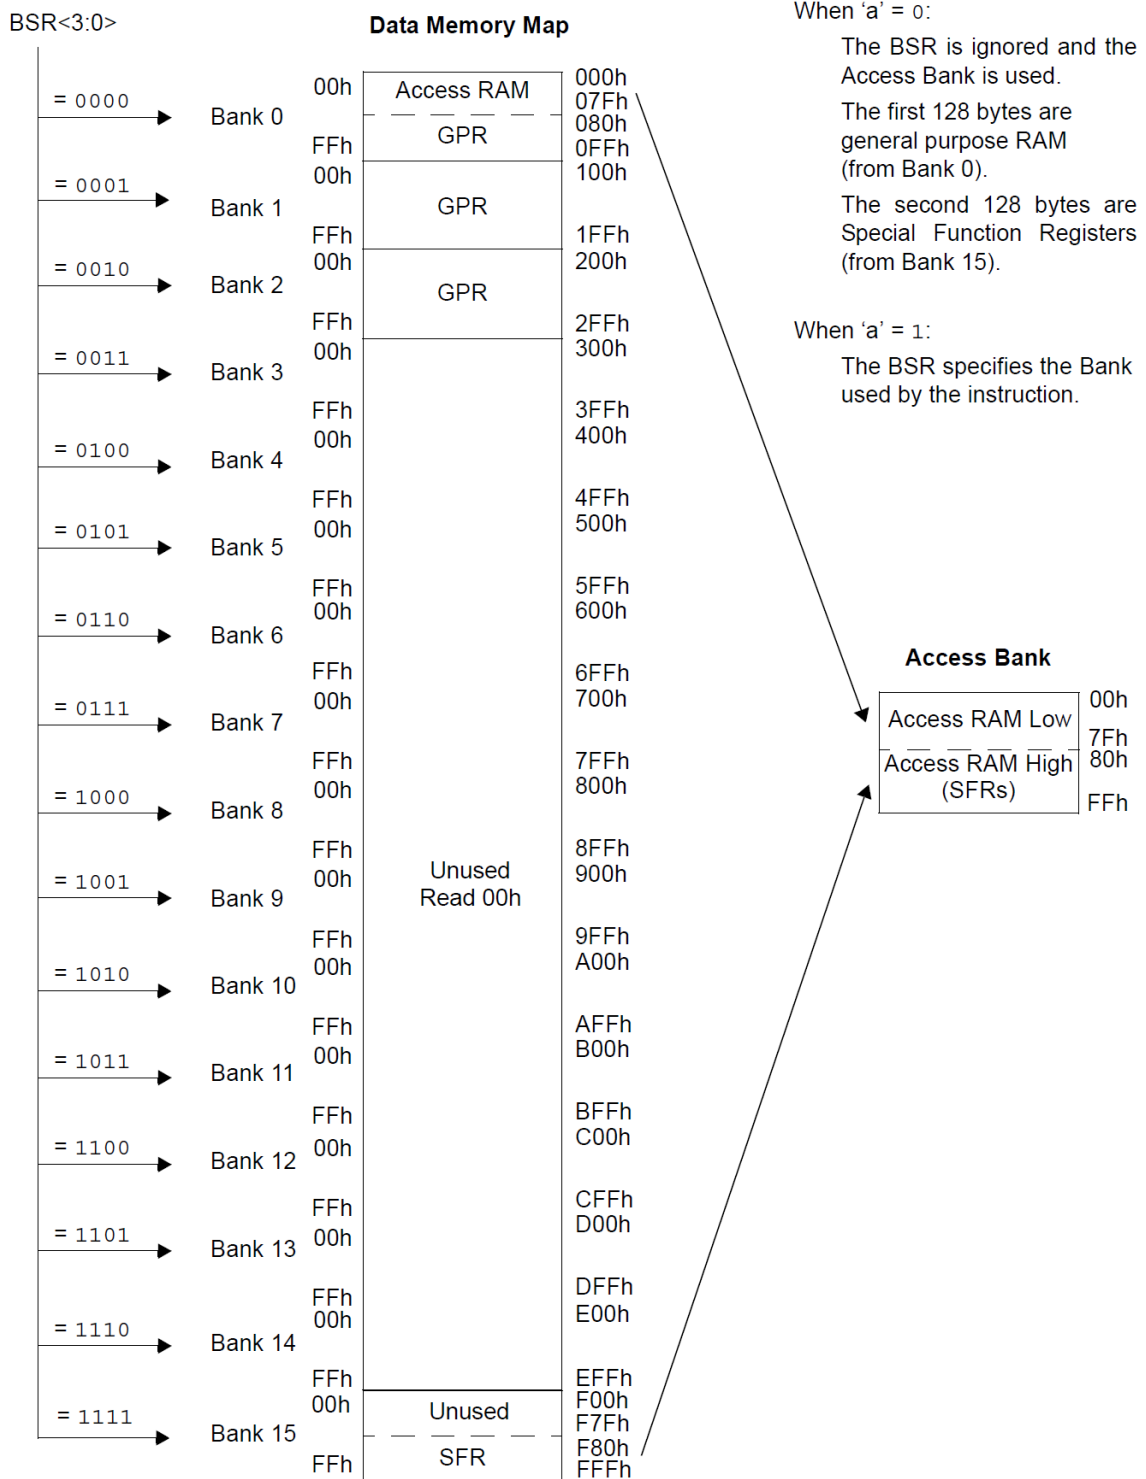 BSR<3:0>
Data Memory Map
When ‘a’ = 0:
The BSR is ignored and the
Access Bank is used.
The first 128 bytes are
general purpose RAM
(from Bank 0).
The second 128 bytes are
Special Function Registers
(from Bank 15).
When ‘a’ = 1:
The BSR specifies the Bank
used by the instruction.
= 0000
Bank 0
00h
FFh
Access RAM
GPR
000h
07Fh
080h
0FFh
= 0001
Bank 1
00h
FFh
GPR
100h
1FFh
= 0010
Bank 2
00h
FFh
GPR
200h
2FFh
= 0011
Bank 3
00h
FFh
300h
3FFh
= 0100
Bank 4
00h
FFh
400h
4FFh
= 0101
Bank 5
00h
FFh
500h
5FFh
= 0110
Bank 6
00h
FFh
600h
6FFh
= 0111
Bank 7
00h
FFh
700h
7FFh
= 1000
Bank 8
00h
FFh
800h
8FFh
= 1001
Bank 9
00h
FFh
Unused
Read 00h
900h
9FFh
= 1010
Bank 10
00h
FFh
A00h
AFFh
= 1011
Bank 11
00h
FFh
B00h
BFFh
= 1100
Bank 12
00h
FFh
C00h
CFFh
= 1101
Bank 13
00h
FFh
D00h
DFFh
= 1110
Bank 14
00h
FFh
E00h
EFFh
= 1111
Bank 15
00h
FFh
Unused
SFR
F00h
F7Fh
F80h
FFFh
Access Bank
Access RAM Low
Access RAM High
(SFRs)
00h
7Fh
80h
FFh